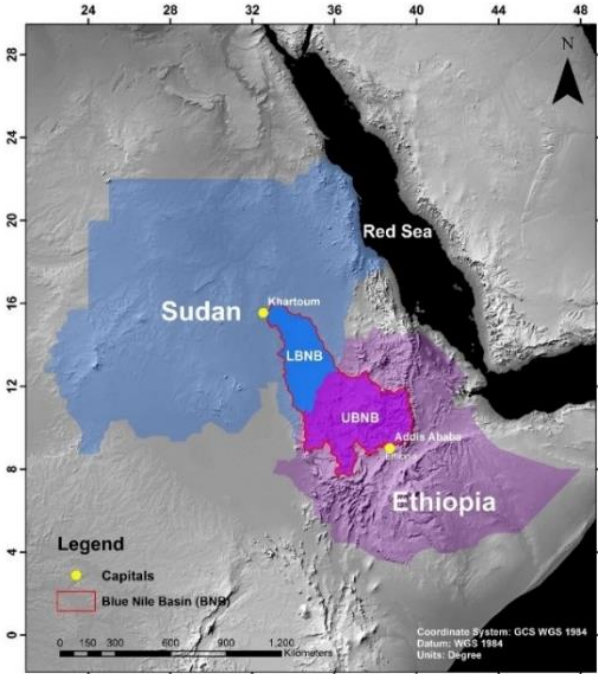 24 32 36 44 48
28
24
20
16
12
8
4
0
N
Red Sea
Sudan
Khartoum
LBNB
UBNB
Addis Ababa
Ethiopia
Legend
Capitals
Blue Nile Basin (BNB)
0 150 300 600 900 1,200
Kilometers
Coordinate System: GCS WGS 1984
Datum: WGS 1984
Units: Degree